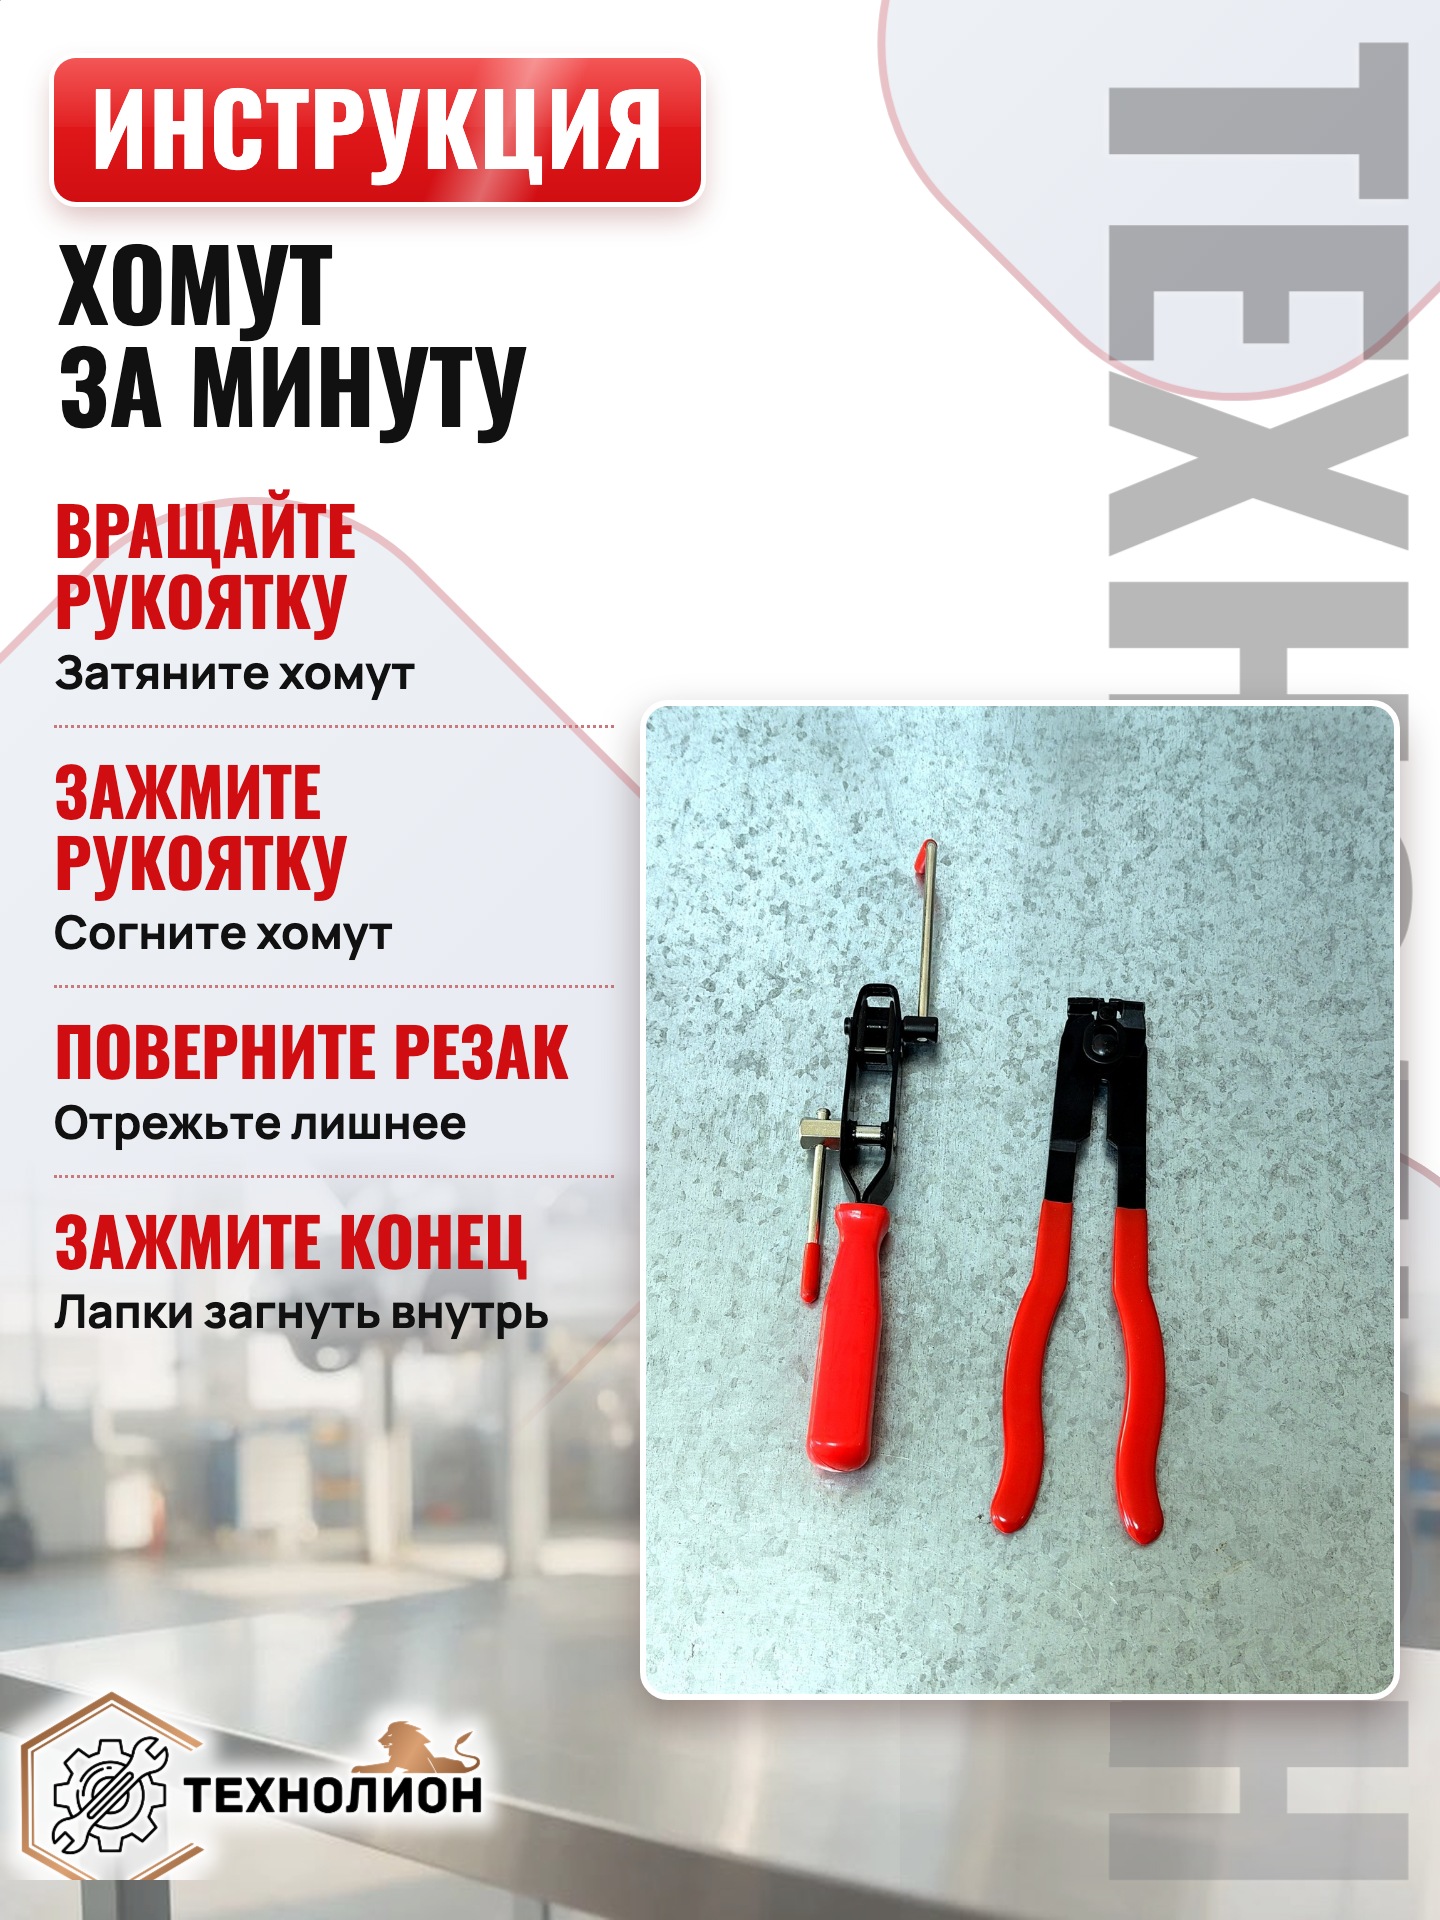 ИНСТРУКЦИЯ
ХОМУТ
ЗА МИНУТУ
ВРАЩАЙТЕ
РУКОЯТКУ
Затяните хомут
ЗАЖМИТЕ
РУКОЯТКУ
Согните хомут
ПОВЕРНИТЕ РЕЗАК
Отрежьте лишнее
ЗАЖМИТЕ КОНЕЦ
Лапки загнуть внутрь
ТЕХНОЛИОН